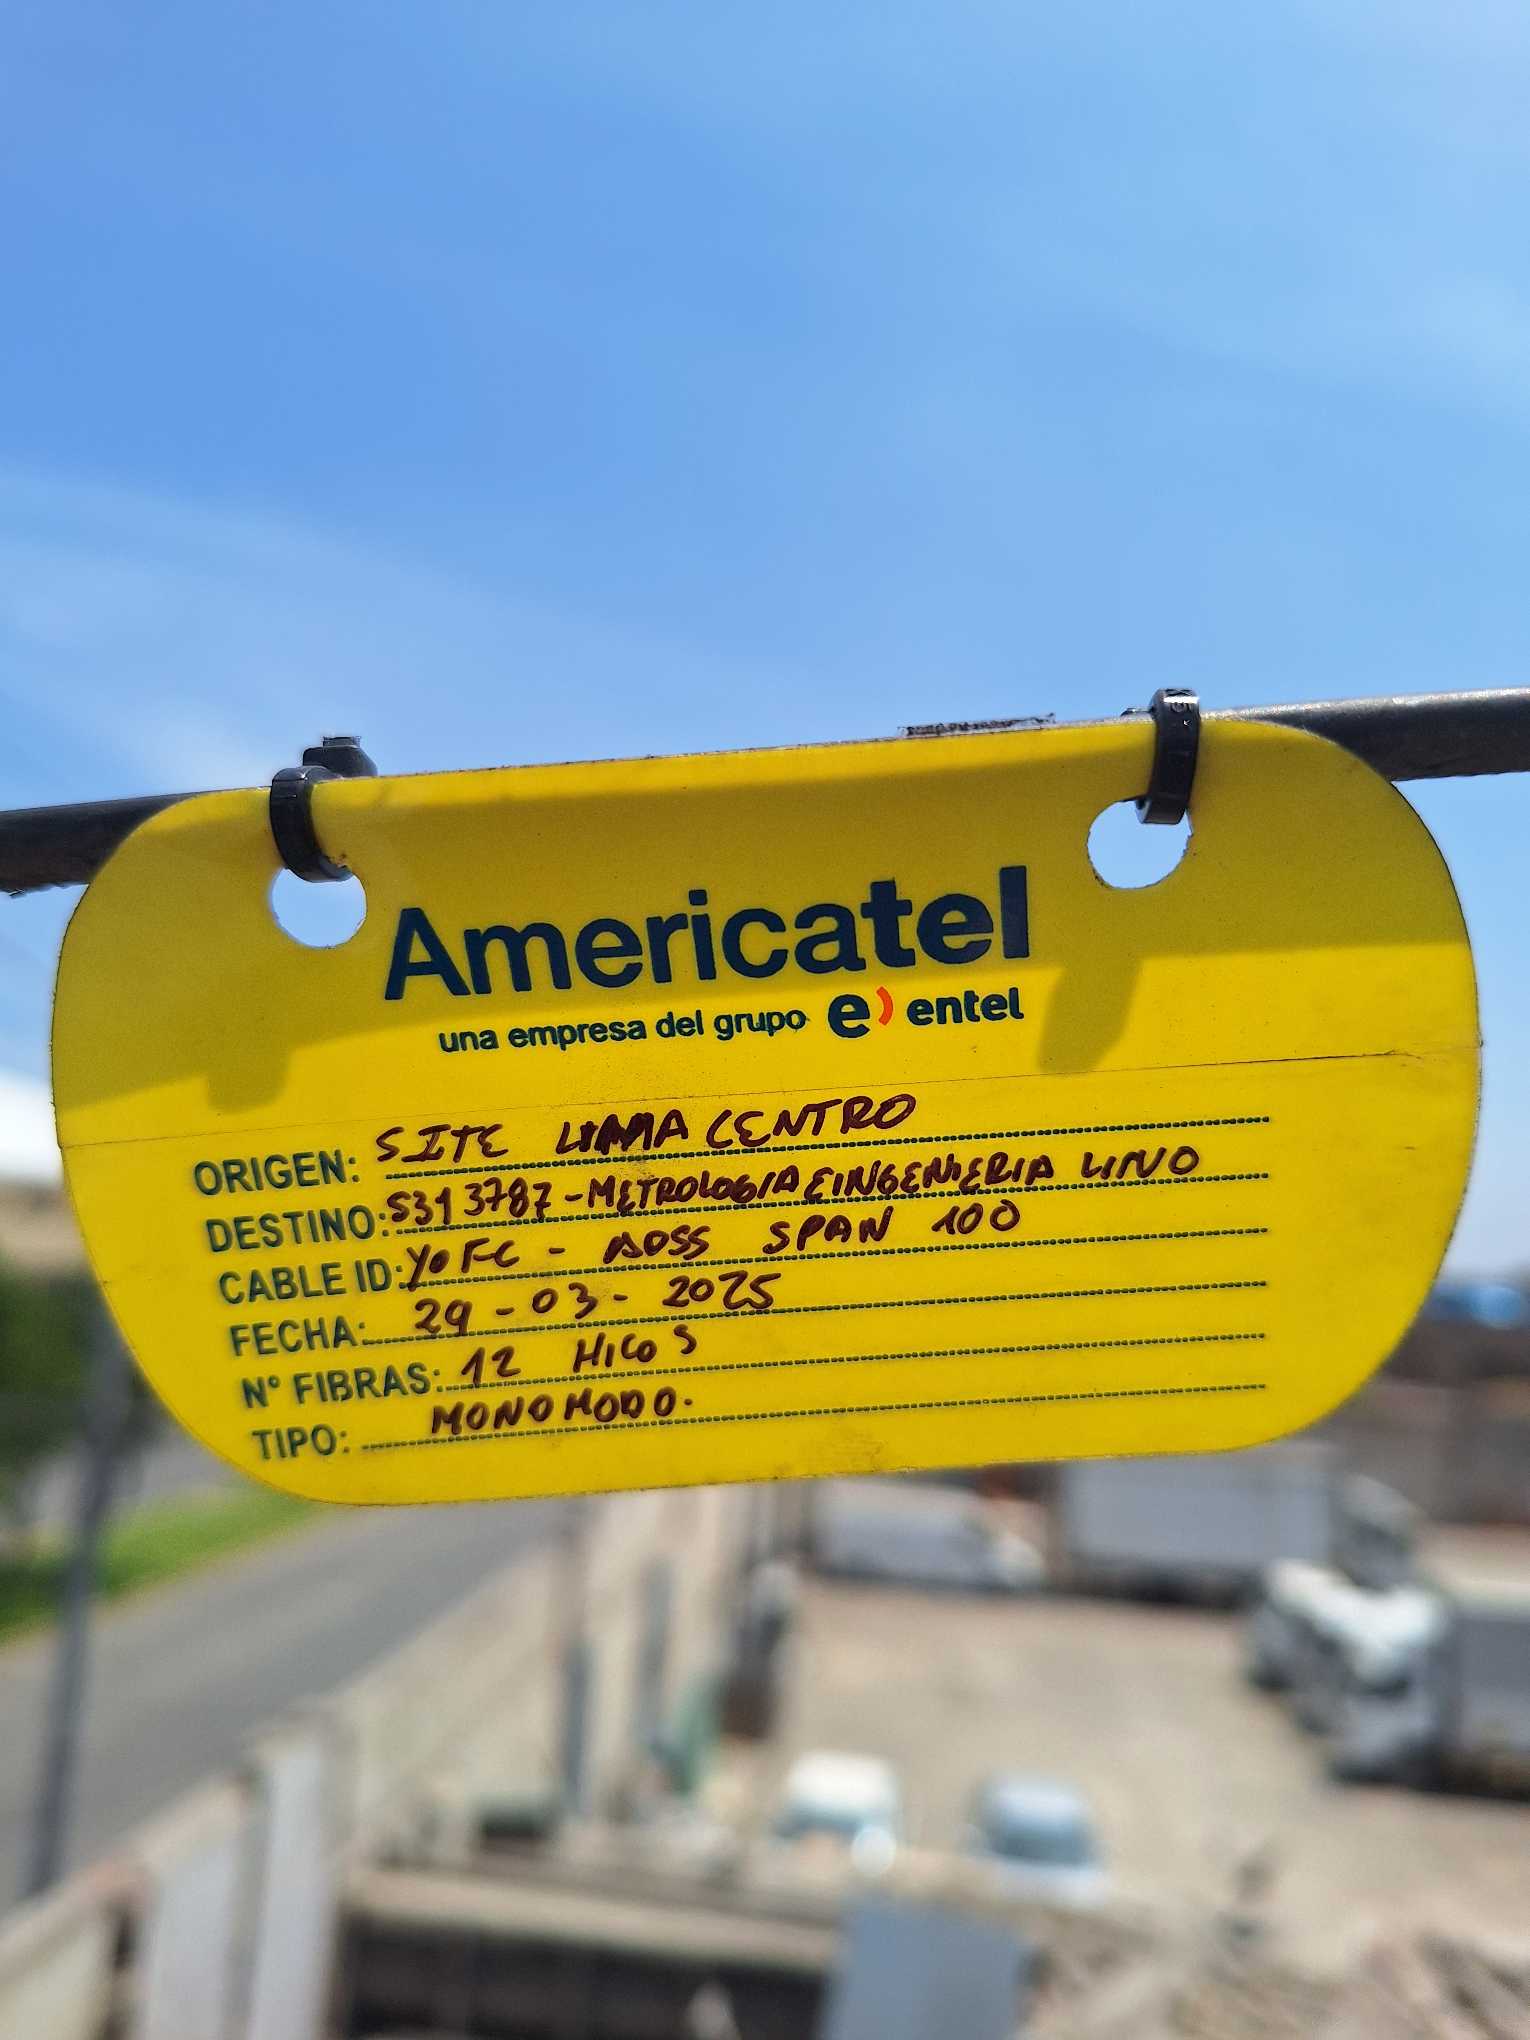 Americatel
una empresa del grupo e) entel
ORIGEN: SITE LIMA CENTRO
DESTINO: 5393787 - METROLOGIA E INGENIERIA LINO
CABLE ID: YOFC - ADSS SPAN 100
FECHA: 29 - 03 - 2025
N° FIBRAS: 12 HILOS
TIPO: MONOMODO.